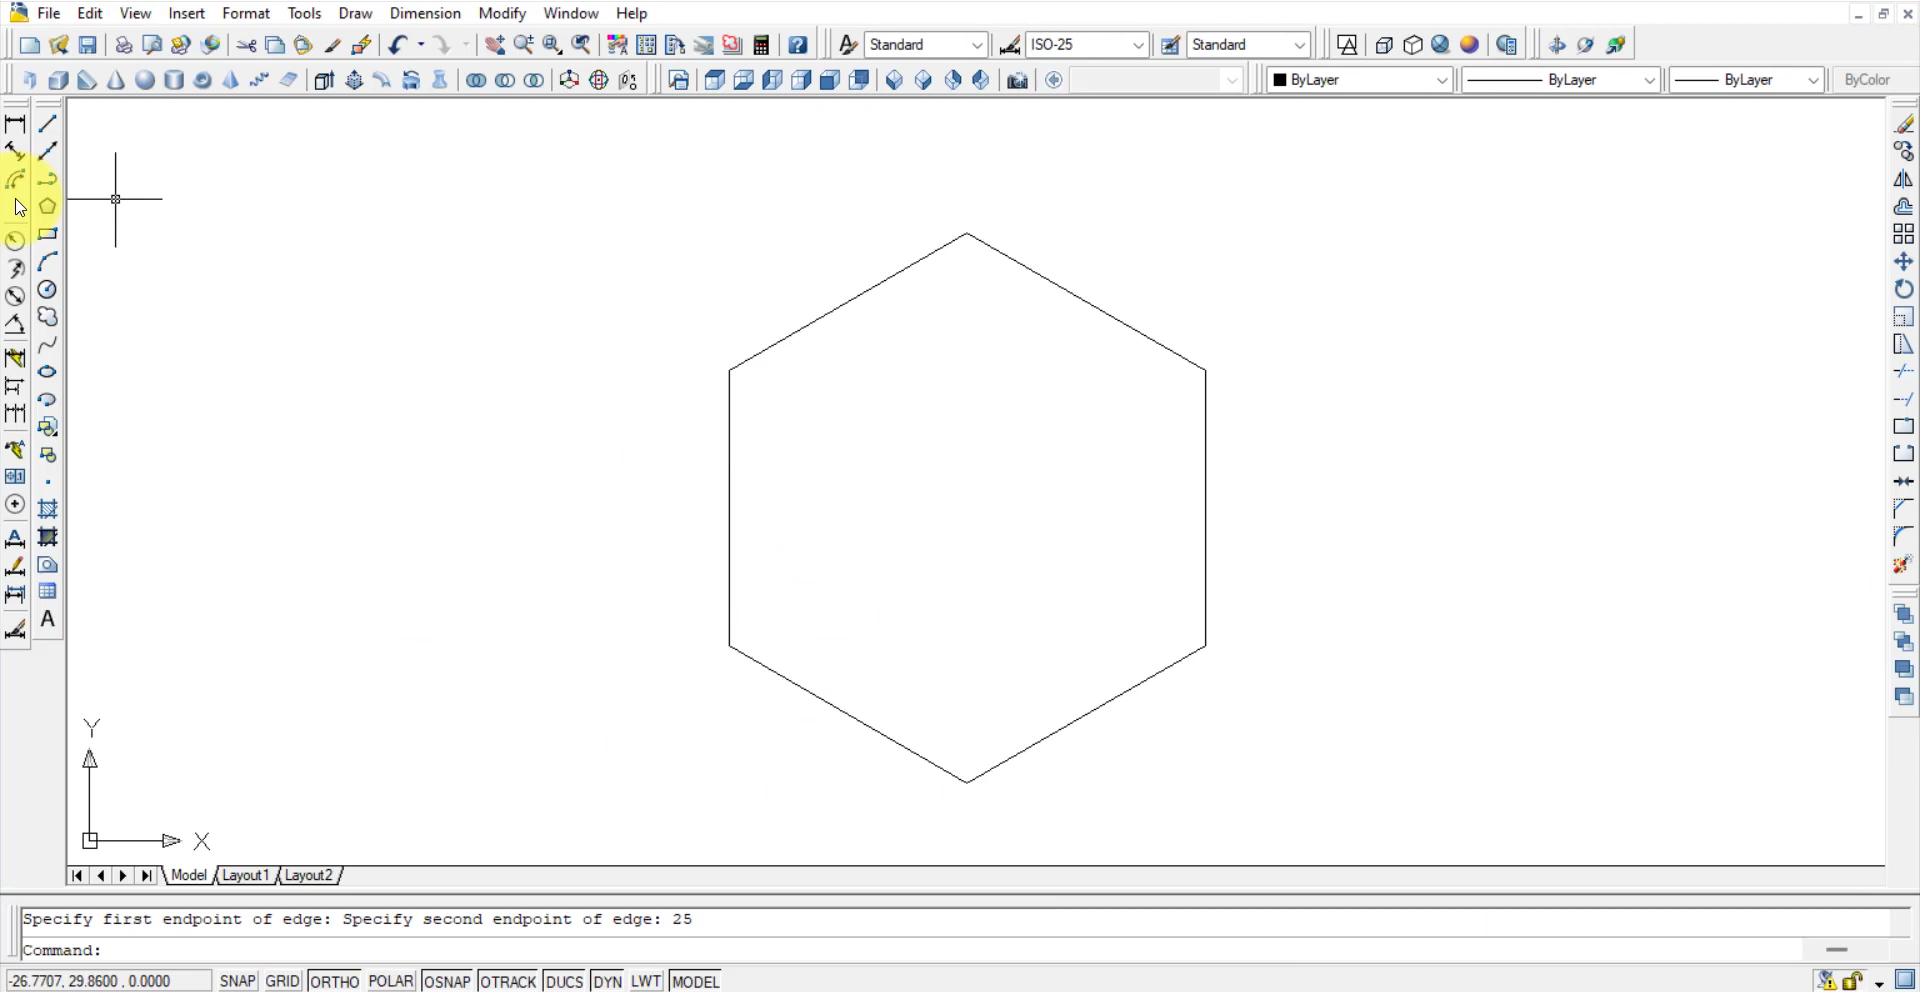 File Edit View Insert Format Tools Draw Dimension Modify Window Help
Standard ISO-25 Standard
ByLayer ByLayer ByLayer ByColor
A
Y
X
Model Layout1 Layout2
Specify first endpoint of edge: Specify second endpoint of edge: 25
Command:
-26.7707, 29.8600 , 0.0000 SNAP GRID ORTHO POLAR OSNAP OTRACK DUCS DYN LWT MODEL